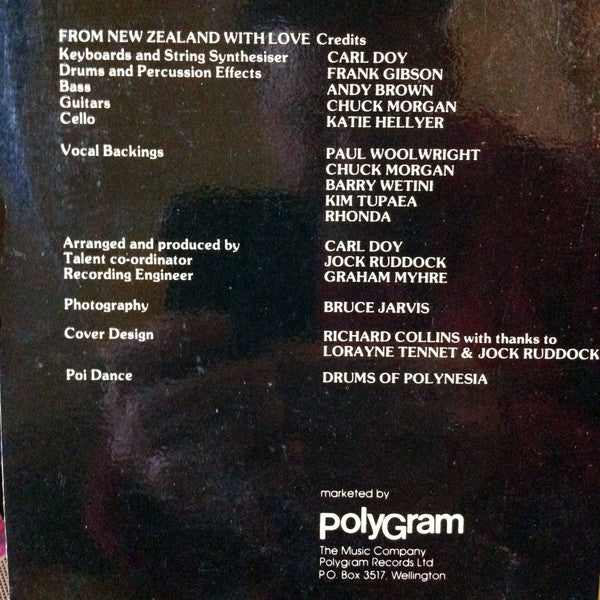 FROM NEW ZEALAND WITH LOVE Credits
Keyboards and String Synthesiser CARL DOY
Drums and Percussion Effects FRANK GIBSON
Bass ANDY BROWN
Guitars CHUCK MORGAN
Cello KATIE HELLYER
Vocal Backings PAUL WOOLWRIGHT
CHUCK MORGAN
BARRY WETINI
KIM TUPAEA
RHONDA
Arranged and produced by CARL DOY
Talent co-ordinator JOCK RUDDOCK
Recording Engineer GRAHAM MYHRE
Photography BRUCE JARVIS
Cover Design RICHARD COLLINS with thanks to
LORAYNE TENNET & JOCK RUDDOCK
Poi Dance DRUMS OF POLYNESIA
marketed by
PolyGram
The Music Company
Polygram Records Ltd
P.O. Box 3517, Wellington